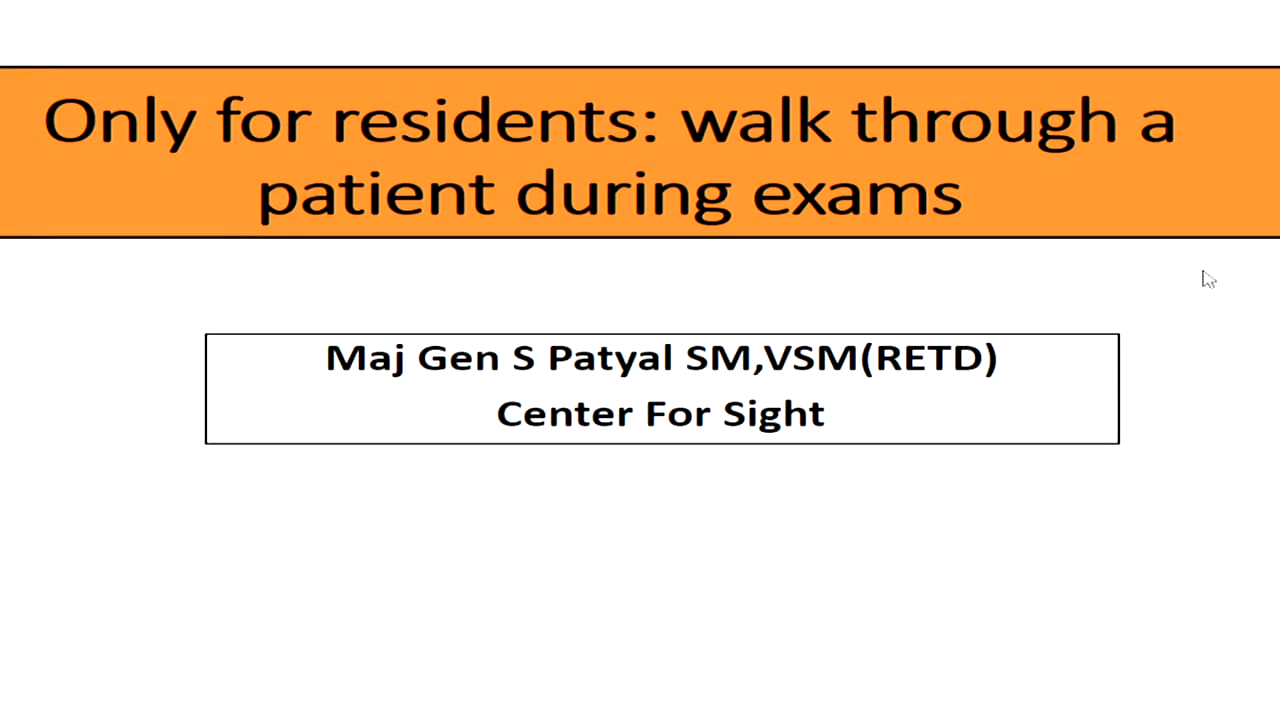 Only for residents: walk through a
patient during exams
Maj Gen S Patyal SM,VSM(RETD)
Center For Sight